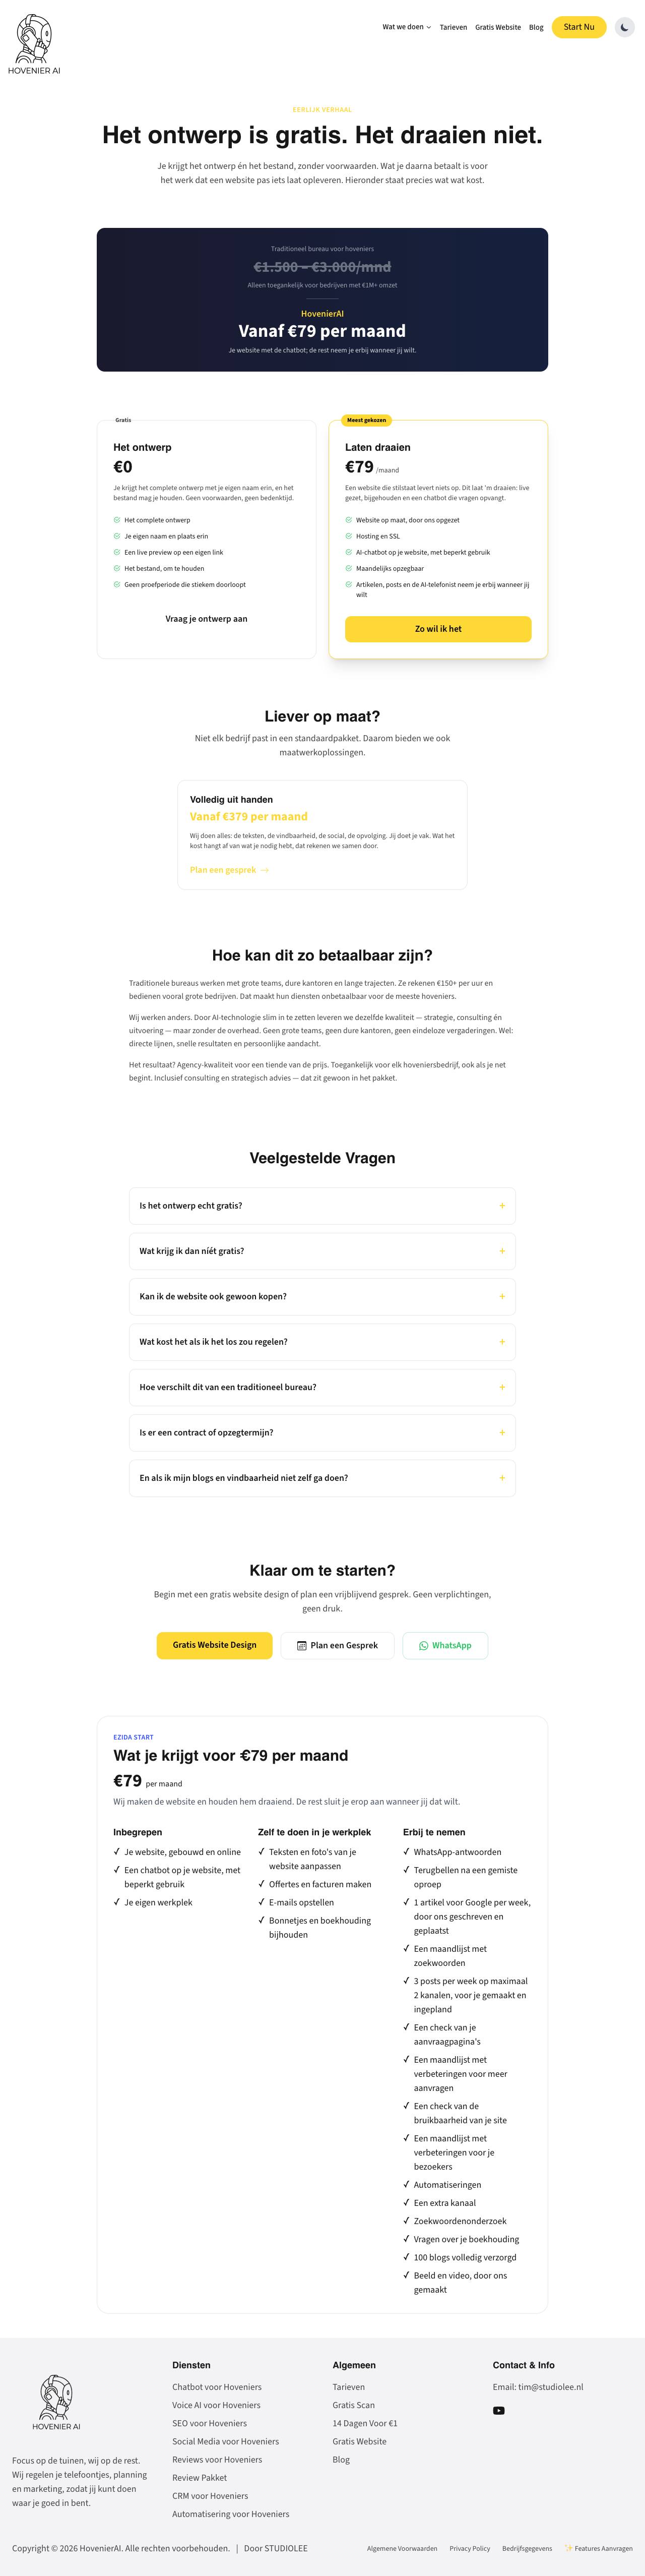 HOVENIER AI
Wat we doen
Tarieven
Gratis Website
Blog
Start Nu
EERLIJK VERHAAL
Het ontwerp is gratis. Het draaien niet.
Je krijgt het ontwerp én het bestand, zonder voorwaarden. Wat je daarna betaalt is voor
het werk dat een website pas iets laat opleveren. Hieronder staat precies wat wat kost.
Traditioneel bureau voor hoveniers
€1.500 – €3.000/mnd
Alleen toegankelijk voor bedrijven met €1M+ omzet
HovenierAI
Vanaf €79 per maand
Je website met de chatbot; de rest neem je erbij wanneer jij wilt.
Gratis
Het ontwerp
€0
Je krijgt het complete ontwerp met je eigen naam erin, en het
bestand mag je houden. Geen voorwaarden, geen bedenktijd.
Het complete ontwerp
Je eigen naam en plaats erin
Een live preview op een eigen link
Het bestand, om te houden
Geen proefperiode die stiekem doorloopt
Vraag je ontwerp aan
Meest gekozen
Laten draaien
€79 /maand
Een website die stilstaat levert niets op. Dit laat 'm draaien: live
gezet, bijgehouden en een chatbot die vragen opvangt.
Website op maat, door ons opgezet
Hosting en SSL
AI-chatbot op je website, met beperkt gebruik
Maandelijks opzegbaar
Artikelen, posts en de AI-telefonist neem je erbij wanneer jij
wilt
Zo wil ik het
Liever op maat?
Niet elk bedrijf past in een standaardpakket. Daarom bieden we ook
maatwerkoplossingen.
Volledig uit handen
Vanaf €379 per maand
Wij doen alles: de teksten, de vindbaarheid, de social, de opvolging. Jij doet je vak. Wat het
kost hangt af van wat je nodig hebt, dat rekenen we samen door.
Plan een gesprek →
Hoe kan dit zo betaalbaar zijn?
Traditionele bureaus werken met grote teams, dure kantoren en lange trajecten. Ze rekenen €150+ per uur en
bedienen vooral grote bedrijven. Dat maakt hun diensten onbetaalbaar voor de meeste hoveniers.
Wij werken anders. Door AI-technologie slim in te zetten leveren we dezelfde kwaliteit — strategie, consulting én
uitvoering — maar zonder de overhead. Geen grote teams, geen dure kantoren, geen eindeloze vergaderingen. Wel:
directe lijnen, snelle resultaten en persoonlijke aandacht.
Het resultaat? Agency-kwaliteit voor een tiende van de prijs. Toegankelijk voor elk hoveniersbedrijf, ook als je net
begint. Inclusief consulting en strategisch advies — dat zit gewoon in het pakket.
Veelgestelde Vragen
Is het ontwerp echt gratis? +
Wat krijg ik dan níét gratis? +
Kan ik de website ook gewoon kopen? +
Wat kost het als ik het los zou regelen? +
Hoe verschilt dit van een traditioneel bureau? +
Is er een contract of opzegtermijn? +
En als ik mijn blogs en vindbaarheid niet zelf ga doen? +
Klaar om te starten?
Begin met een gratis website design of plan een vrijblijvend gesprek. Geen verplichtingen,
geen druk.
Gratis Website Design
Plan een Gesprek
WhatsApp
EZIDA START
Wat je krijgt voor €79 per maand
€79 per maand
Wij maken de website en houden hem draaiend. De rest sluit je erop aan wanneer jij dat wilt.
Inbegrepen
✓ Je website, gebouwd en online
✓ Een chatbot op je website, met
beperkt gebruik
✓ Je eigen werkplek
Zelf te doen in je werkplek
✓ Teksten en foto's van je
website aanpassen
✓ Offertes en facturen maken
✓ E-mails opstellen
✓ Bonnetjes en boekhouding
bijhouden
Erbij te nemen
✓ WhatsApp-antwoorden
✓ Terugbellen na een gemiste
oproep
✓ 1 artikel voor Google per week,
door ons geschreven en
geplaatst
✓ Een maandlijst met
zoekwoorden
✓ 3 posts per week op maximaal
2 kanalen, voor je gemaakt en
ingepland
✓ Een check van je
aanvraagpagina's
✓ Een maandlijst met
verbeteringen voor meer
aanvragen
✓ Een check van de
bruikbaarheid van je site
✓ Een maandlijst met
verbeteringen voor je
bezoekers
✓ Automatiseringen
✓ Een extra kanaal
✓ Zoekwoordenonderzoek
✓ Vragen over je boekhouding
✓ 100 blogs volledig verzorgd
✓ Beeld en video, door ons
gemaakt
HOVENIER AI
Focus op de tuinen, wij op de rest.
Wij regelen je telefoontjes, planning
en marketing, zodat jij kunt doen
waar je goed in bent.
Diensten
Chatbot voor Hoveniers
Voice AI voor Hoveniers
SEO voor Hoveniers
Social Media voor Hoveniers
Reviews voor Hoveniers
Review Pakket
CRM voor Hoveniers
Automatisering voor Hoveniers
Algemeen
Tarieven
Gratis Scan
14 Dagen Voor €1
Gratis Website
Blog
Contact & Info
Email: tim@studiolee.nl
Copyright © 2026 HovenierAI. Alle rechten voorbehouden. | Door STUDIOLEE
Algemene Voorwaarden
Privacy Policy
Bedrijfsgegevens
✨ Features Aanvragen